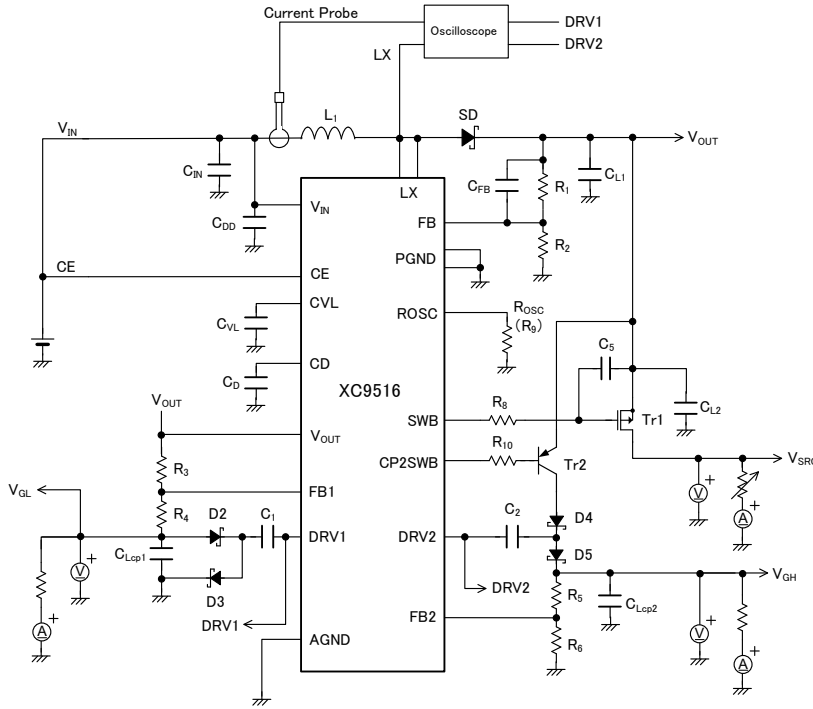 Current Probe
Oscilloscope
DRV1
DRV2
LX
L1
SD
VIN
VOUT
CIN
CFB
R1
CL1
LX
VIN
CDD
FB
R2
PGND
CE
CE
CVL
CVL
ROSC
ROSC
(R9)
CD
CD
C5
XC9516
VOUT
R8
CL2
SWB
Tr1
VOUT
R10
CP2SWB
Tr2
VSRC
R3
V +
VGL
FB1
R4
D2
C1
C2
D4
A +
DRV1
DRV2
CLcp1
D5
V +
D3
DRV2
VGH
R5
CLcp2
A +
DRV1
FB2
R6
V +
AGND
A +